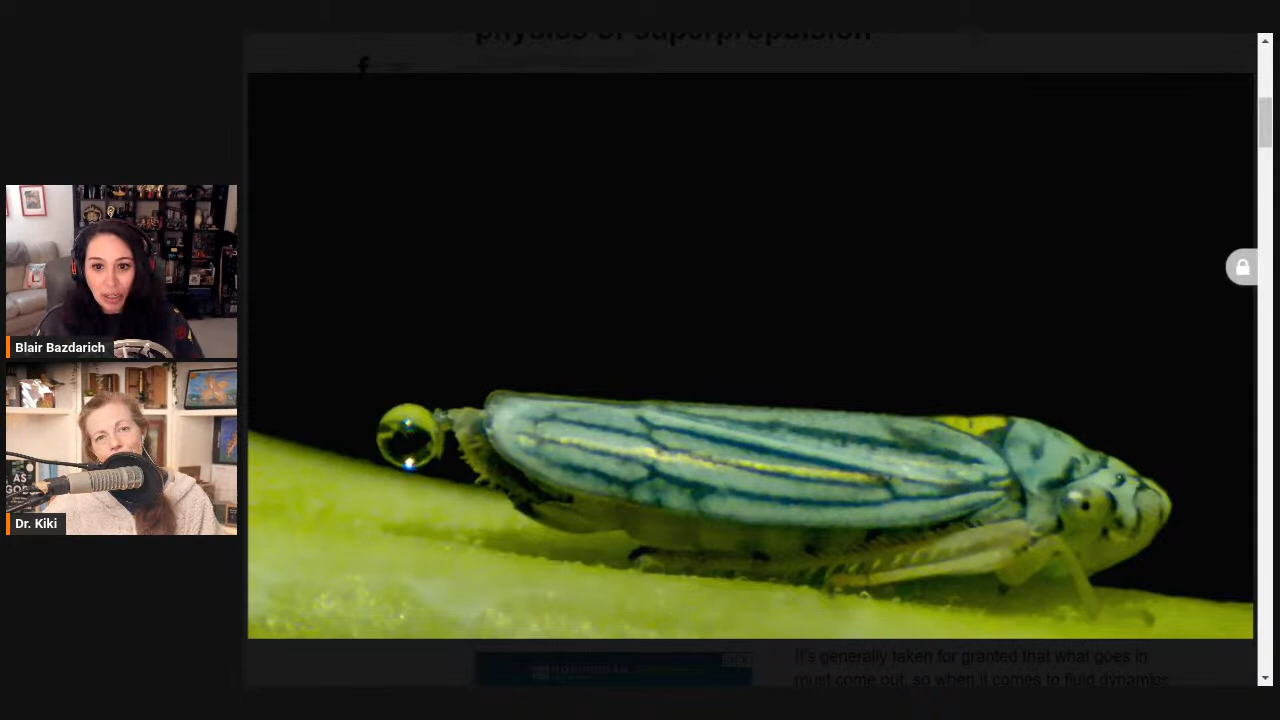 physics of superpropulsion
Blair Bazdarich
Dr. Kiki
It's generally taken for granted that what goes in
must come out, so when it comes to fluid dynamics